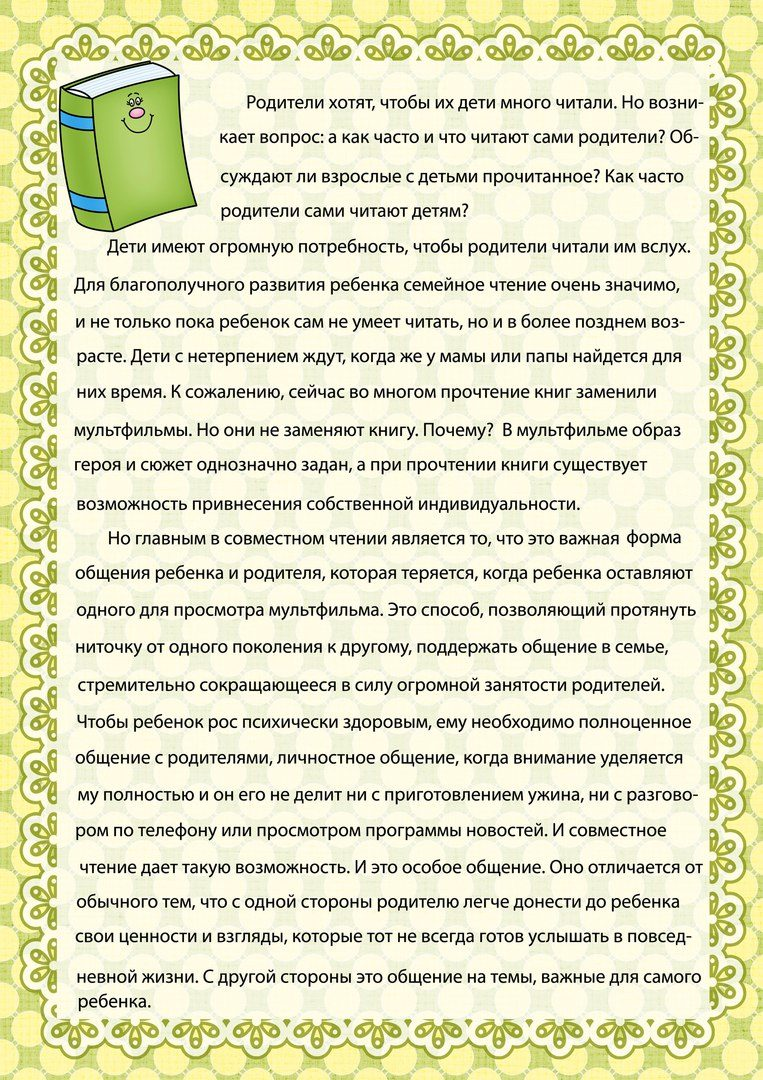 Родители хотят, чтобы их дети много читали. Но возни-
кает вопрос: а как часто и что читают сами родители? Об-
суждают ли взрослые с детьми прочитанное? Как часто
родители сами читают детям?
Дети имеют огромную потребность, чтобы родители читали им вслух.
Для благополучного развития ребенка семейное чтение очень значимо,
и не только пока ребенок сам не умеет читать, но и в более позднем воз-
расте. Дети с нетерпением ждут, когда же у мамы или папы найдется для
них время. К сожалению, сейчас во многом прочтение книг заменили
мультфильмы. Но они не заменяют книгу. Почему? В мультфильме образ
героя и сюжет однозначно задан, а при прочтении книги существует
возможность привнесения собственной индивидуальности.
Но главным в совместном чтении является то, что это важная форма
общения ребенка и родителя, которая теряется, когда ребенка оставляют
одного для просмотра мультфильма. Это способ, позволяющий протянуть
ниточку от одного поколения к другому, поддержать общение в семье,
стремительно сокращающееся в силу огромной занятости родителей.
Чтобы ребенок рос психически здоровым, ему необходимо полноценное
общение с родителями, личностное общение, когда внимание уделяется
му полностью и он его не делит ни с приготовлением ужина, ни с разгово-
ром по телефону или просмотром программы новостей. И совместное
чтение дает такую возможность. И это особое общение. Оно отличается от
обычного тем, что с одной стороны родителю легче донести до ребенка
свои ценности и взгляды, которые тот не всегда готов услышать в повсед-
невной жизни. С другой стороны это общение на темы, важные для самого
ребенка.